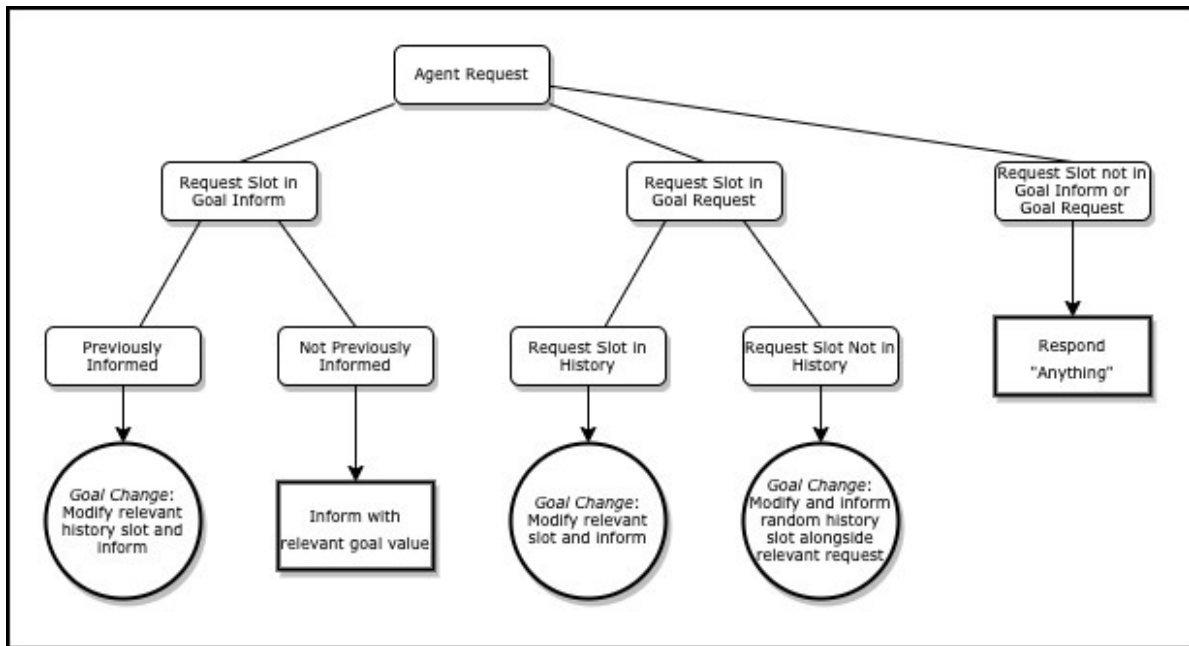 Agent Request
Request Slot in
Goal Inform
Request Slot in
Goal Request
Request Slot not in
Goal Inform or
Goal Request
Previously
Informed
Not Previously
Informed
Request Slot in
History
Request Slot Not in
History
Respond
"Anything"
Goal Change:
Modify relevant
history slot and
inform
Inform with
relevant goal value
Goal Change:
Modify relevant
slot and inform
Goal Change:
Modify and inform
random history
slot alongside
relevant request